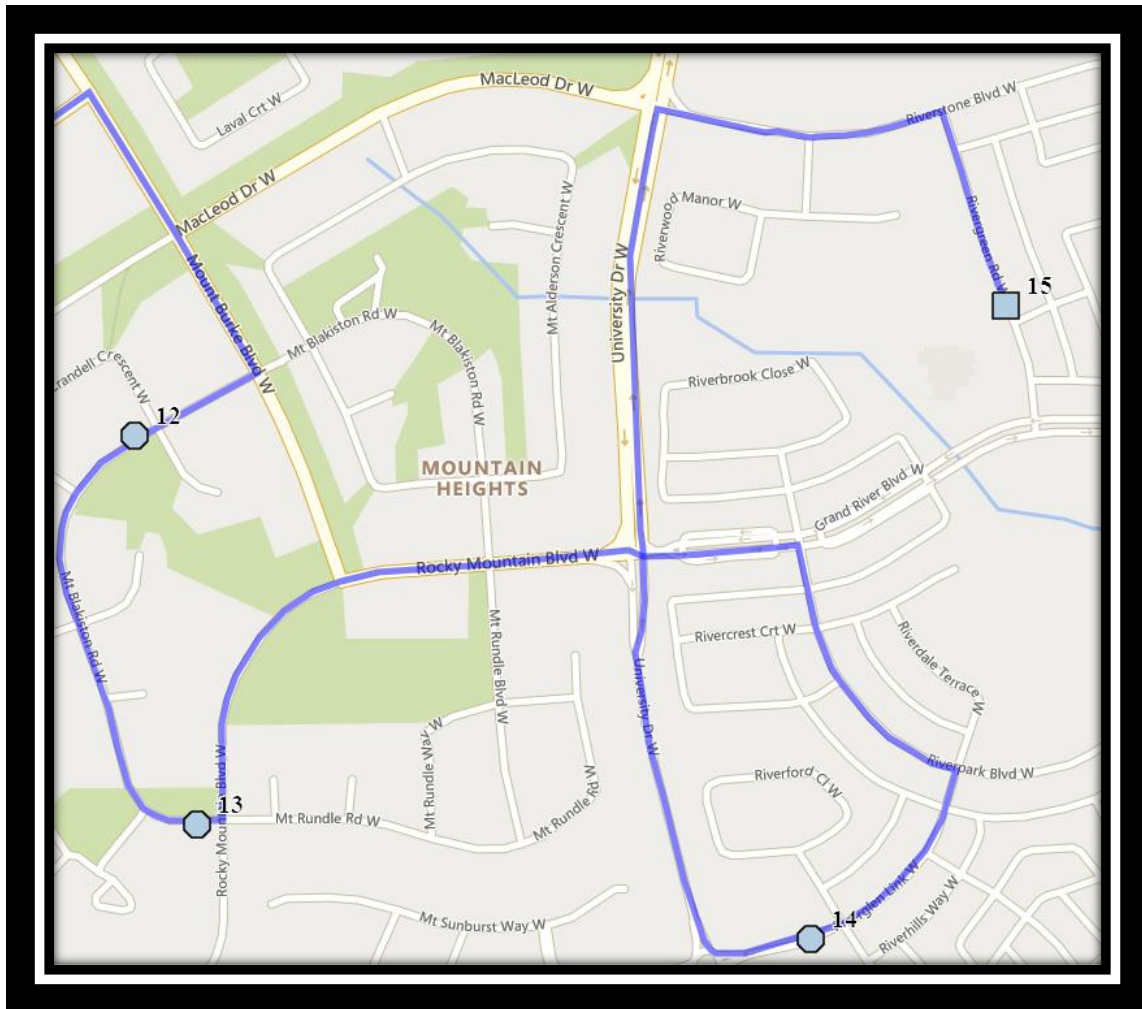 MacLeod Dr W
Laval Crt W
Riverstone Blvd W
MacLeod Dr W
Riverwood Manor W
Rivergreen Rd W
Mt Alderson Crescent W
Mount Burke Blvd W
University Dr W
15
Mt Blakiston Rd W
Mt Blakiston Rd W
Crescent W
Riverbrook Close W
12
MOUNTAIN
HEIGHTS
Grand River Blvd W
Rocky Mountain Blvd W
Mt Blakiston Rd W
Mt Rundle Blvd W
Rivercrest Crt W
Riverdale Terrace W
University Dr W
Mt Rundle Way W
Riverpark Blvd W
Riverford Cl W
Mt Rundle Rd W
13
Rocky Mountain Blvd W
Mt Rundle Rd W
Mt Sunburst Way W
14
Link W
Riverhills Way W